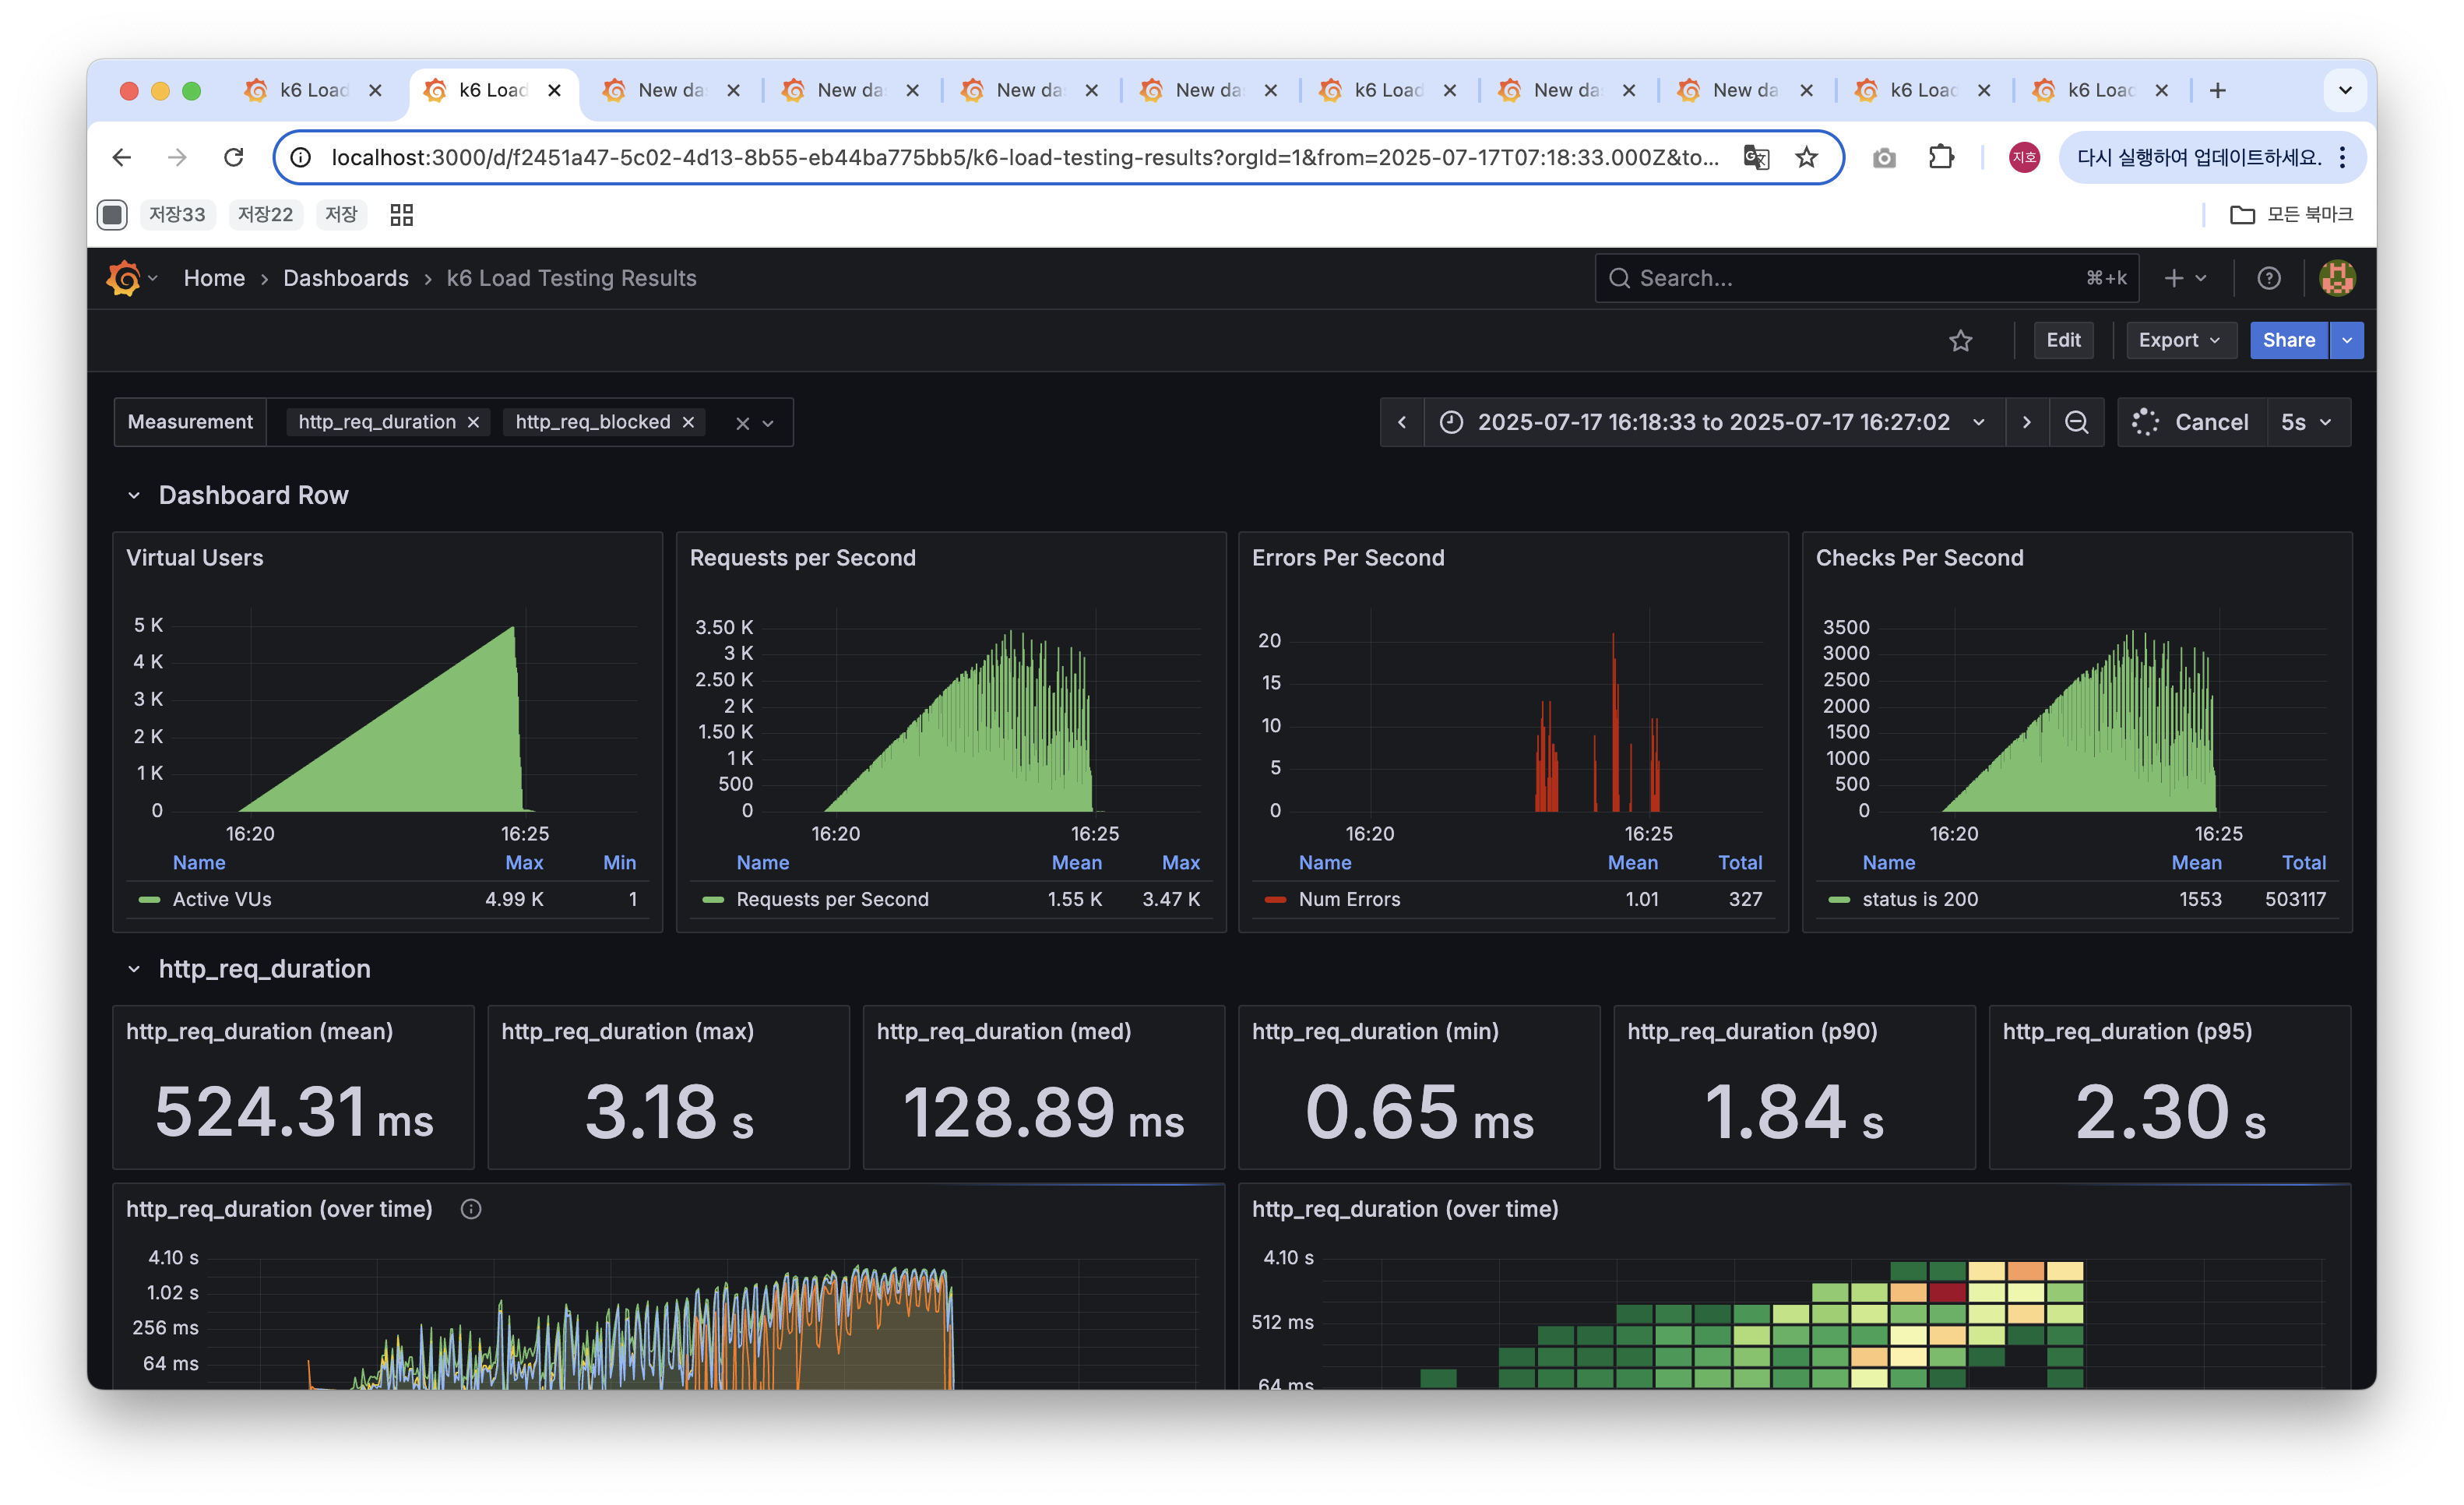 k6 Load
k6 Load
New da
New da
New da
New da
k6 Load
New da
New da
k6 Load
k6 Load
localhost:3000/d/f2451a47-5c02-4d13-8b55-eb44ba775bb5/k6-load-testing-results?orgId=1&from=2025-07-17T07:18:33.000Z&to...
지호
다시 실행하여 업데이트하세요.
저장33
저장22
저장
모든 북마크
Home › Dashboards › k6 Load Testing Results
Search...
⌘+k
Edit
Export
Share
Measurement
http_req_duration
http_req_blocked
2025-07-17 16:18:33 to 2025-07-17 16:27:02
Cancel
5s
Dashboard Row
Virtual Users
5 K
4 K
3 K
2 K
1 K
0
16:20 16:25
Name Max Min
Active VUs 4.99 K 1
Requests per Second
3.50 K
3 K
2.50 K
2 K
1.50 K
1 K
500
0
16:20 16:25
Name Mean Max
Requests per Second 1.55 K 3.47 K
Errors Per Second
20
15
10
5
0
16:20 16:25
Name Mean Total
Num Errors 1.01 327
Checks Per Second
3500
3000
2500
2000
1500
1000
500
0
16:20 16:25
Name Mean Total
status is 200 1553 503117
http_req_duration
http_req_duration (mean)
524.31 ms
http_req_duration (max)
3.18 s
http_req_duration (med)
128.89 ms
http_req_duration (min)
0.65 ms
http_req_duration (p90)
1.84 s
http_req_duration (p95)
2.30 s
http_req_duration (over time)
4.10 s
1.02 s
256 ms
64 ms
http_req_duration (over time)
4.10 s
512 ms
64 ms